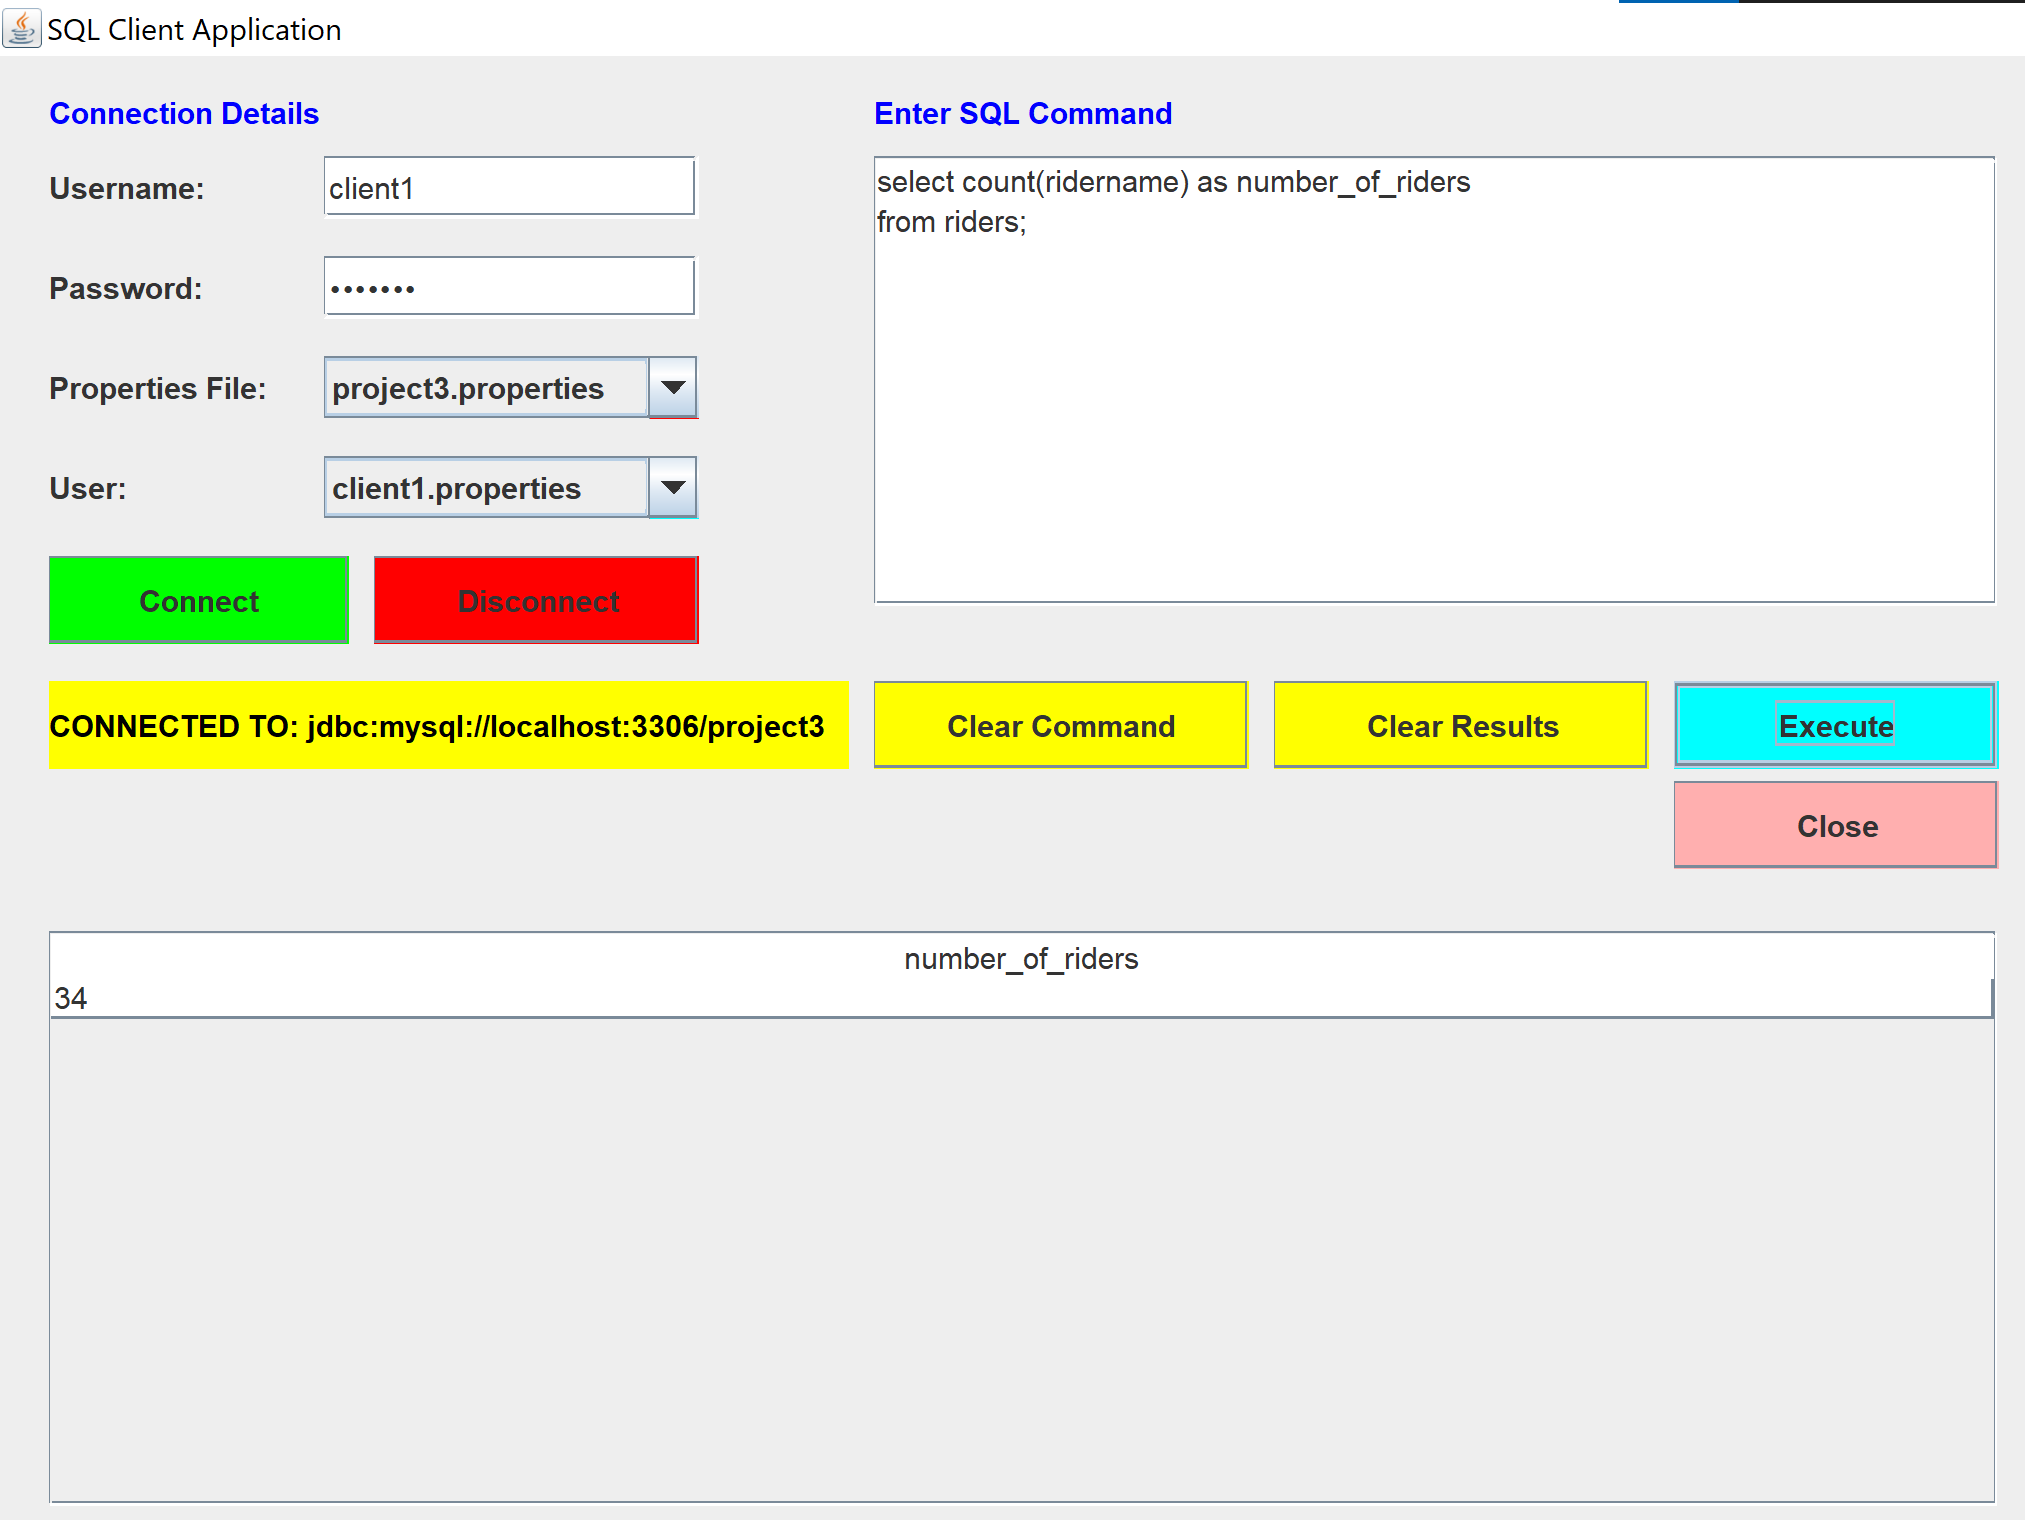 SQL Client Application
Connection Details
Username:
client1
Password:
•••••••
Properties File:
project3.properties
User:
client1.properties
Connect
Disconnect
CONNECTED TO: jdbc:mysql://localhost:3306/project3
Enter SQL Command
select count(ridername) as number_of_riders
from riders;
Clear Command
Clear Results
Execute
Close
number_of_riders
34